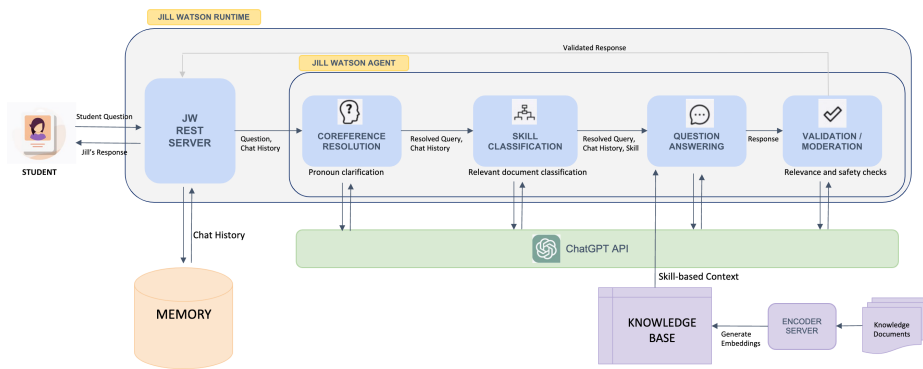 JILL WATSON RUNTIME
Validated Response
JILL WATSON AGENT
Student Question
Jill's Response
STUDENT
JW
REST
SERVER
Question,
Chat History
COREFERENCE
RESOLUTION
Pronoun clarification
Resolved Query,
Chat History
SKILL
CLASSIFICATION
Relevant document classification
Resolved Query,
Chat History, Skill
QUESTION
ANSWERING
Response
VALIDATION /
MODERATION
Relevance and safety checks
Chat History
ChatGPT API
Skill-based Context
MEMORY
KNOWLEDGE
BASE
Generate
Embeddings
ENCODER
SERVER
Knowledge
Documents